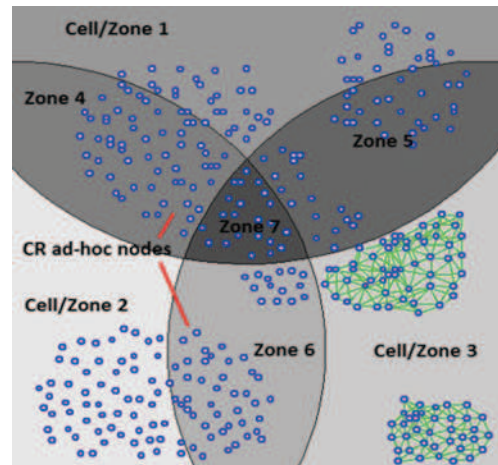 Cell/Zone 1
Zone 4
Zone 5
Zone 7
CR ad-hoc nodes
Cell/Zone 2
Zone 6
Cell/Zone 3